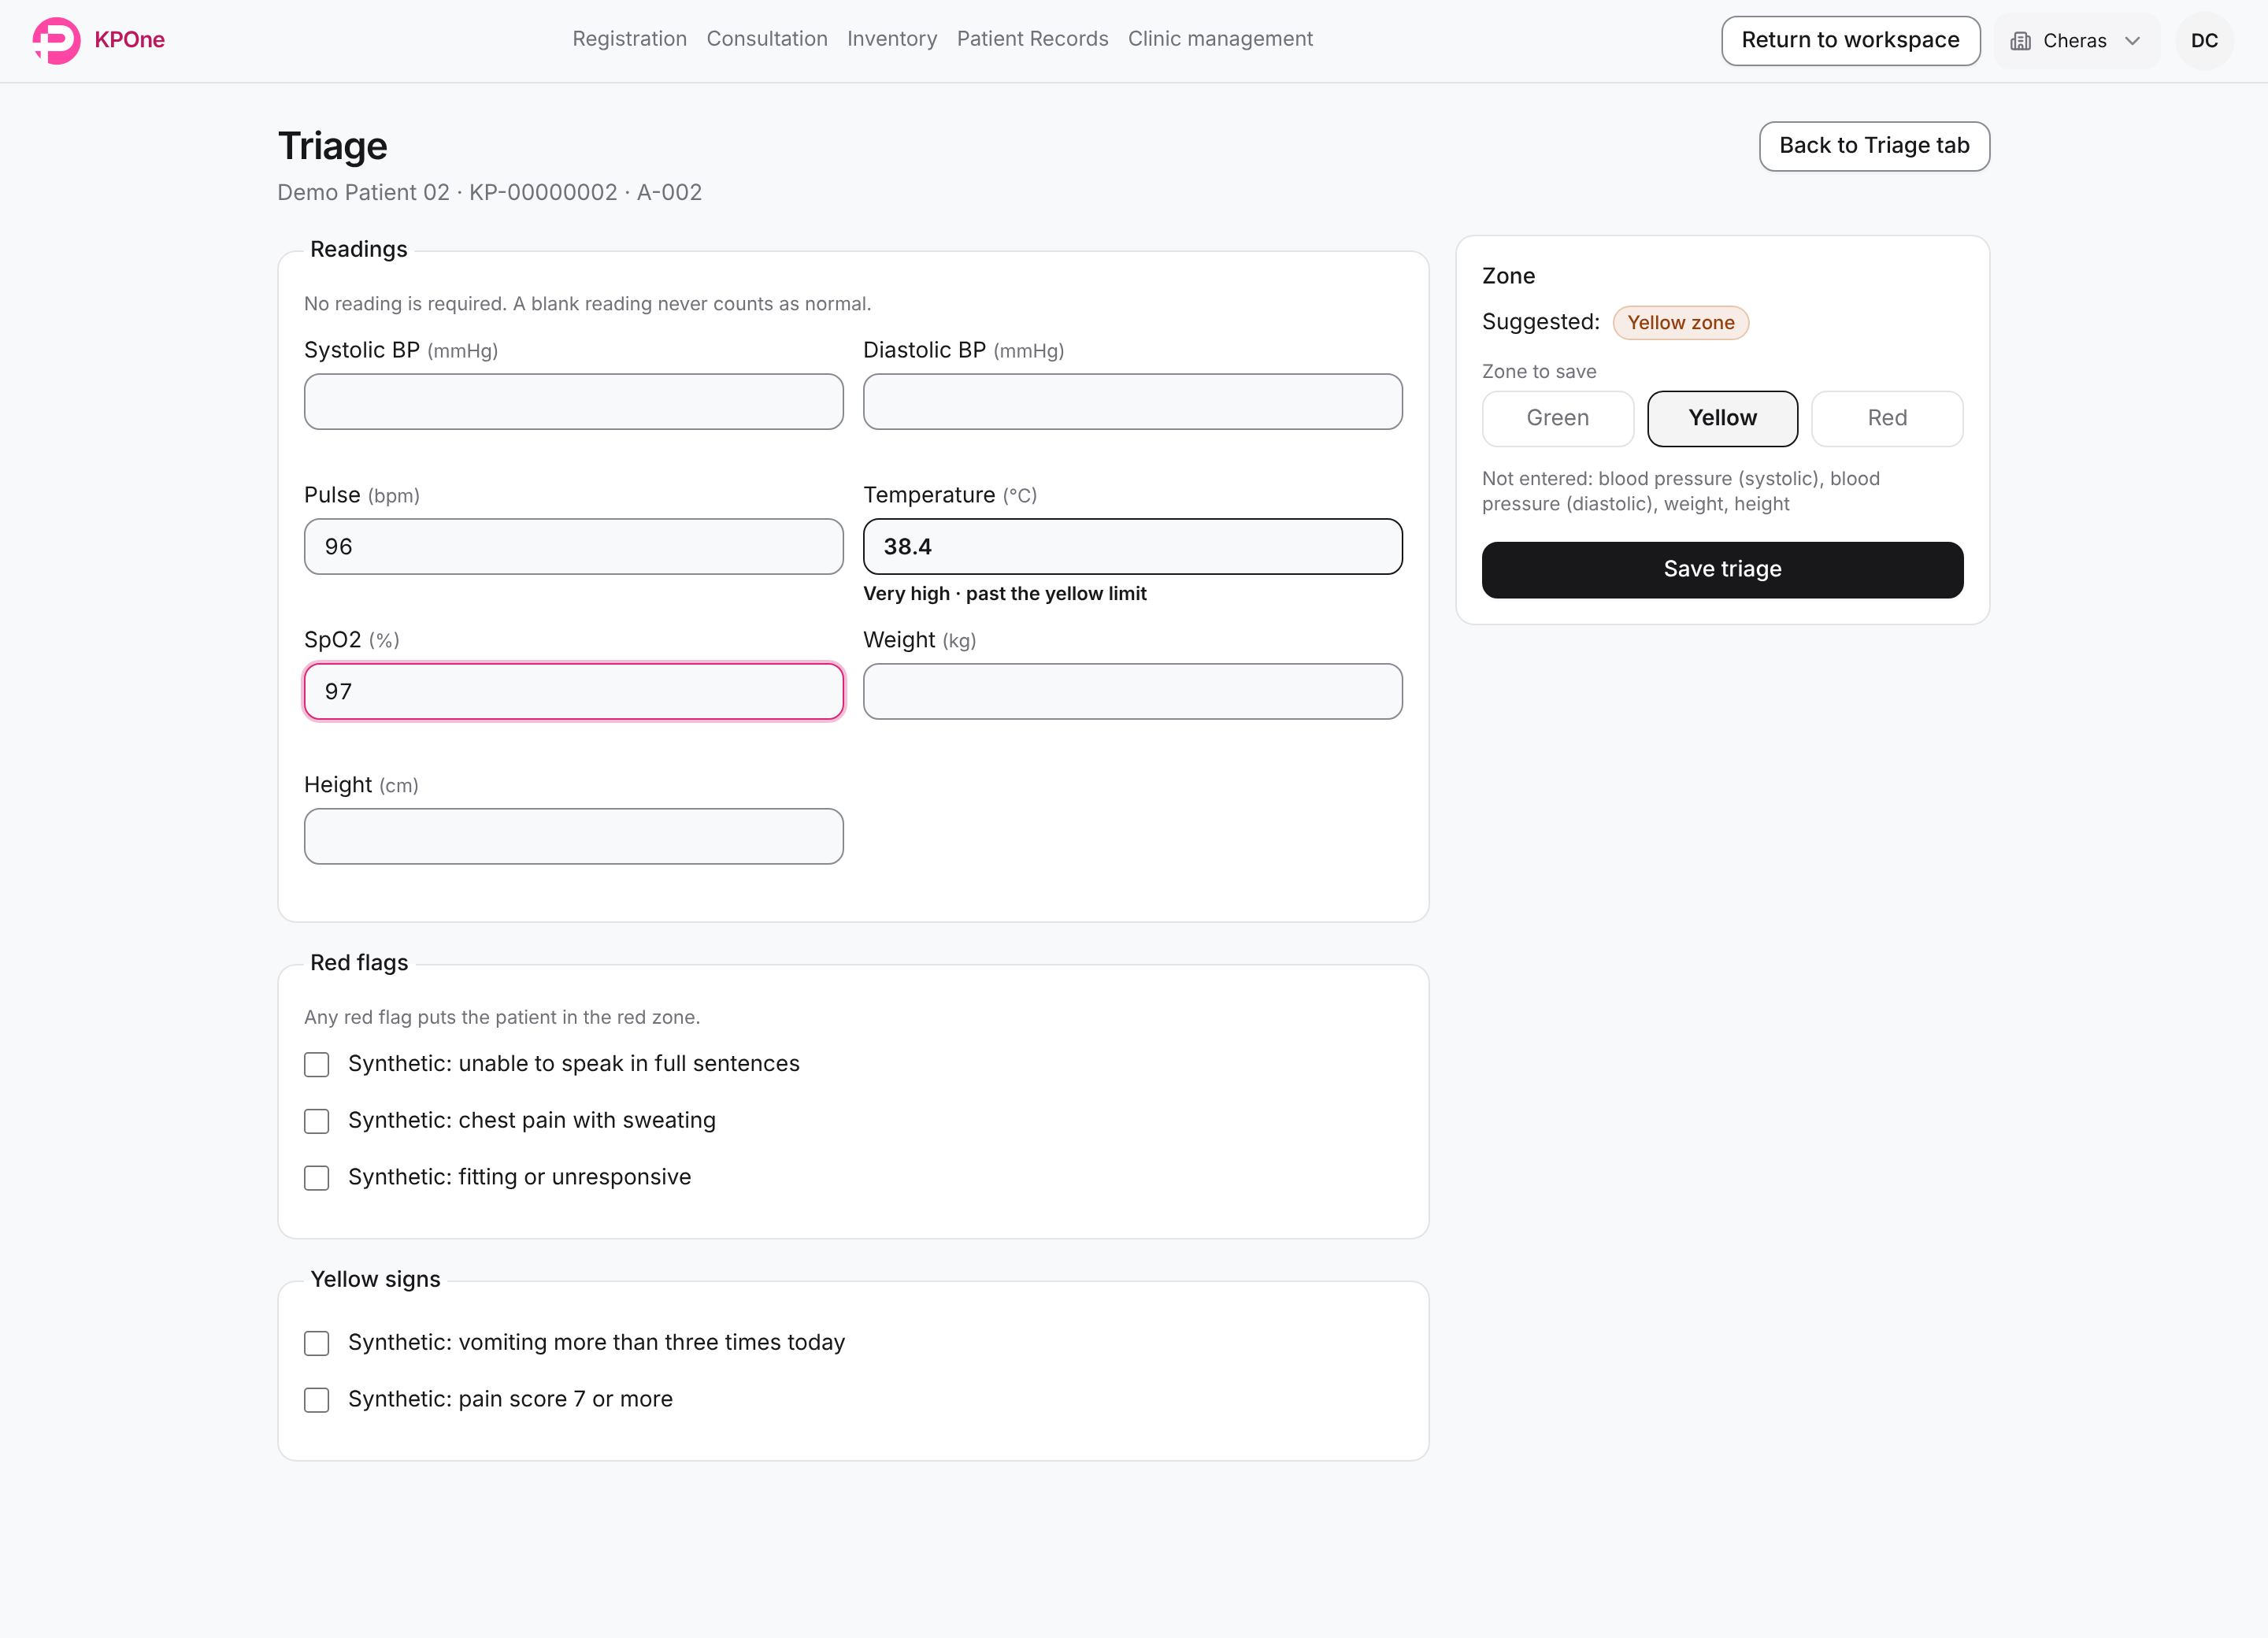 KPOne
Registration Consultation Inventory Patient Records Clinic management
Return to workspace
Cheras
DC
Triage
Back to Triage tab
Demo Patient 02 · KP-00000002 · A-002
Readings
No reading is required. A blank reading never counts as normal.
Systolic BP (mmHg)
Diastolic BP (mmHg)
Pulse (bpm)
96
Temperature (°C)
38.4
Very high · past the yellow limit
SpO2 (%)
97
Weight (kg)
Height (cm)
Zone
Suggested: Yellow zone
Zone to save
Green
Yellow
Red
Not entered: blood pressure (systolic), blood
pressure (diastolic), weight, height
Save triage
Red flags
Any red flag puts the patient in the red zone.
Synthetic: unable to speak in full sentences
Synthetic: chest pain with sweating
Synthetic: fitting or unresponsive
Yellow signs
Synthetic: vomiting more than three times today
Synthetic: pain score 7 or more